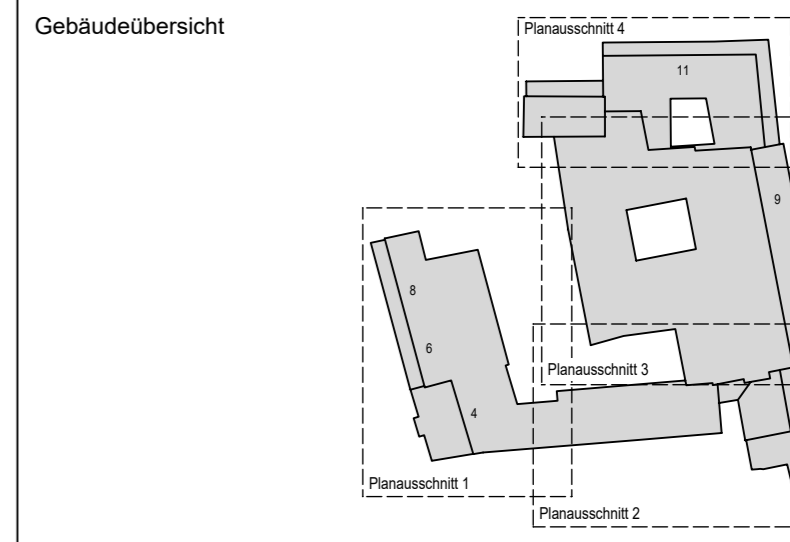 Gebäudeübersicht
Planausschnitt 4
11
9
8
6
Planausschnitt 3
4
Planausschnitt 1
Planausschnitt 2